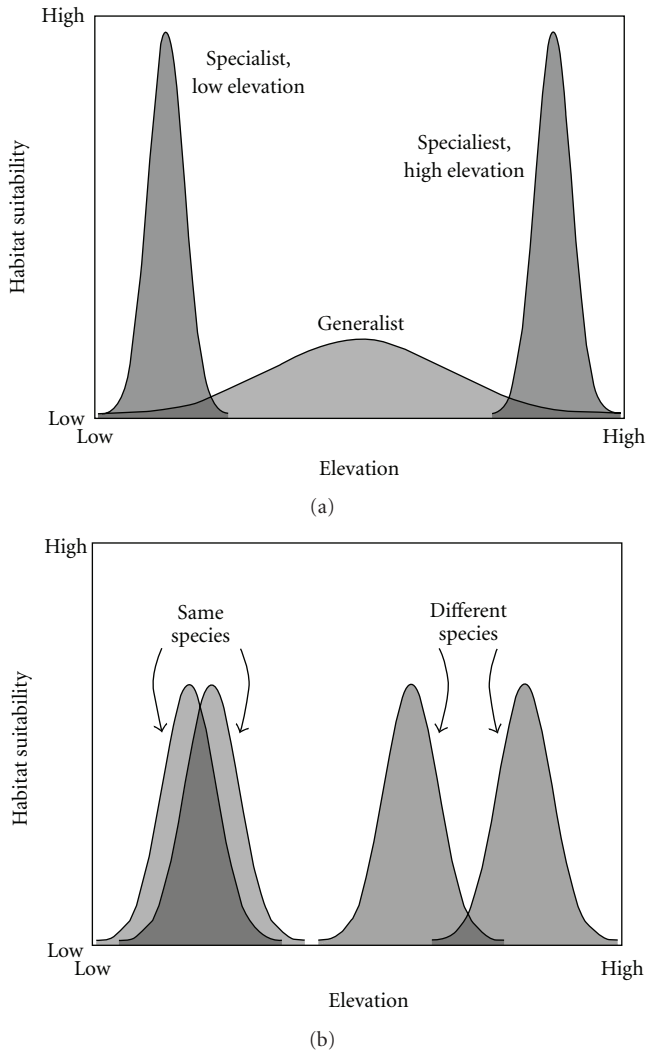 High
Specialist,
low elevation
Specialiest,
high elevation
Habitat suitability
Generalist
Low
Low
High
Elevation
(a)
High
Same
species
Different
species
Habitat suitability
Low
Low
High
Elevation
(b)